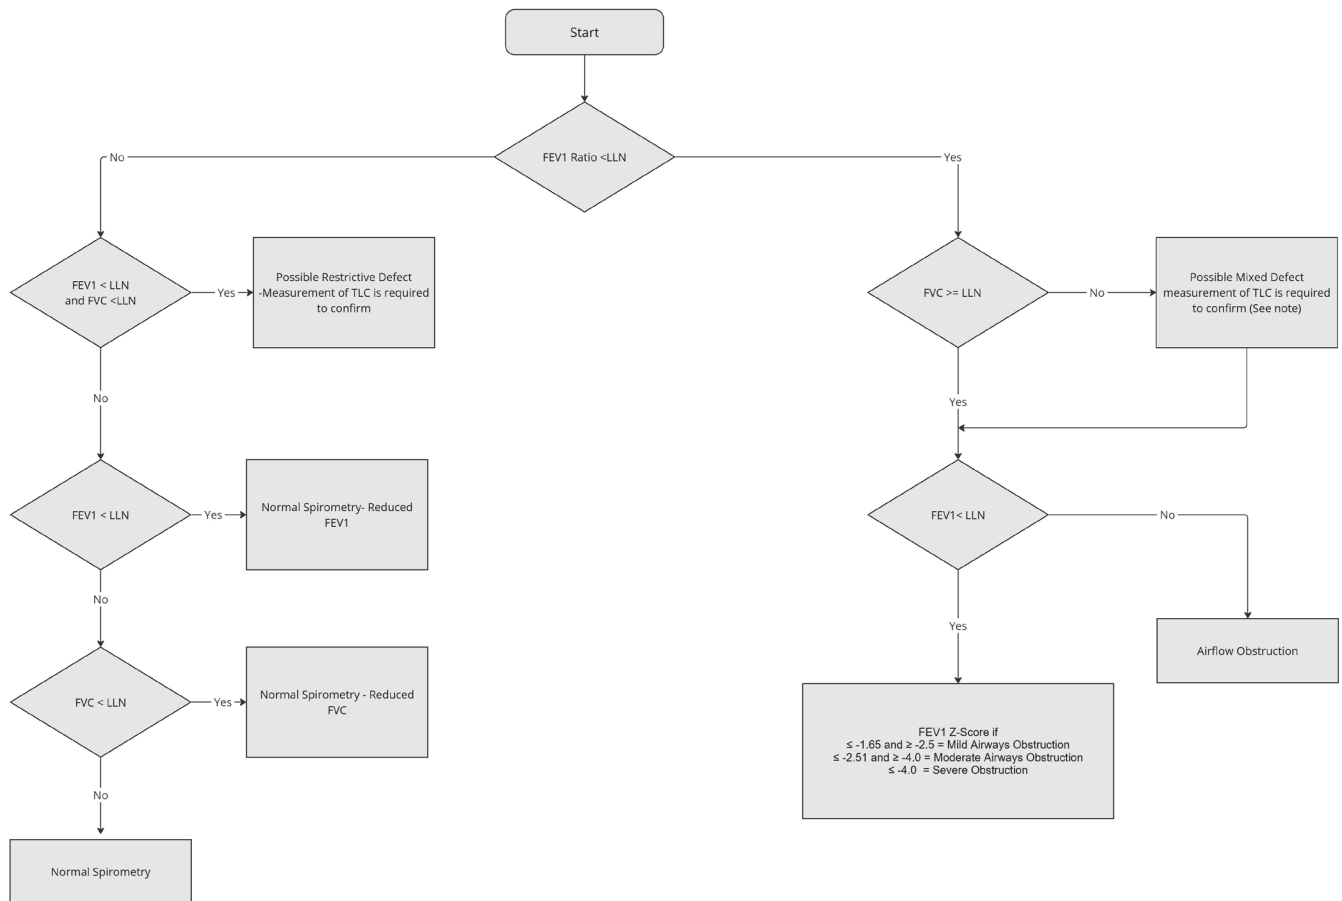 Start
FEV1 Ratio <LLN
No
Yes
FEV1 < LLN
and FVC <LLN
Yes
Possible Restrictive Defect
-Measurement of TLC is required
to confirm
FVC >= LLN
No
Possible Mixed Defect
measurement of TLC is required
to confirm (See note)
No
Yes
FEV1 < LLN
Yes
Normal Spirometry- Reduced
FEV1
FEV1< LLN
No
No
Yes
Airflow Obstruction
FVC < LLN
Yes
Normal Spirometry - Reduced
FVC
FEV1 Z-Score if
≤ -1.65 and ≥ -2.5 = Mild Airways Obstruction
≤ -2.51 and ≥ -4.0 = Moderate Airways Obstruction
≤ -4.0 = Severe Obstruction
No
Normal Spirometry